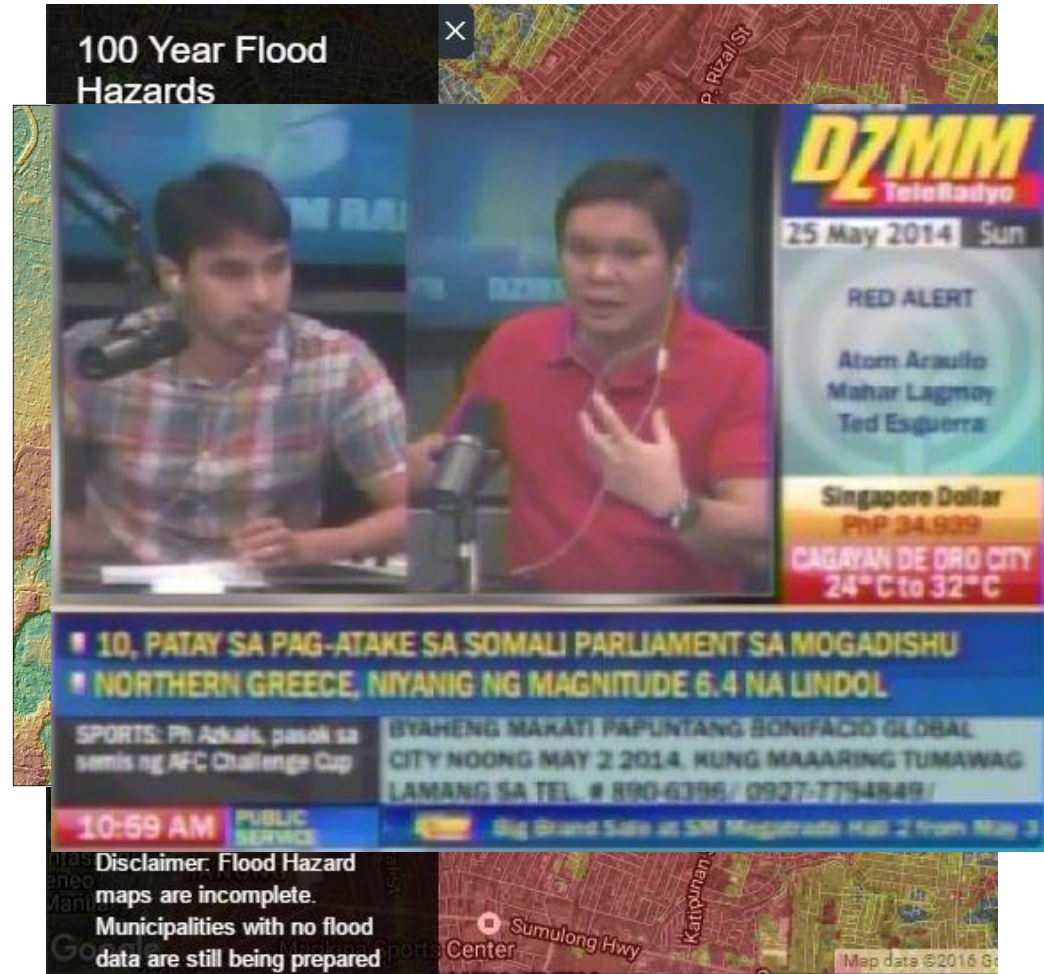 100 Year Flood
Hazards
P. Rizal St
DZMM
TeleRadyo
25 May 2014 Sun
RED ALERT
Atom Araullo
Mahar Lagmay
Ted Esguerra
Singapore Dollar
PhP 34.939
CAGAYAN DE ORO CITY
24°C to 32°C
10, PATAY SA PAG-ATAKE SA SOMALI PARLIAMENT SA MOGADISHU
NORTHERN GREECE, NIYANIG NG MAGNITUDE 6.4 NA LINDOL
SPORTS: Ph Azkals, pasok sa
semis ng AFC Challenge Cup
BYAHENG MAKATI PAPUNTANG BONIFACIO GLOBAL
CITY NOONG MAY 2 2014. KUNG MAAARING TUMAWAG
LAMANG SA TEL. # 890-6396/ 0927-7794849/
10:59 AM
PUBLIC
SERVICE
Big Brand Sale at SM Megatrade Hall 2 from May 3
Disclaimer: Flood Hazard
maps are incomplete.
Municipalities with no flood
data are still being prepared
Google
Sports Center
Sumulong Hwy
Katipunan
Map data ©2016 Go